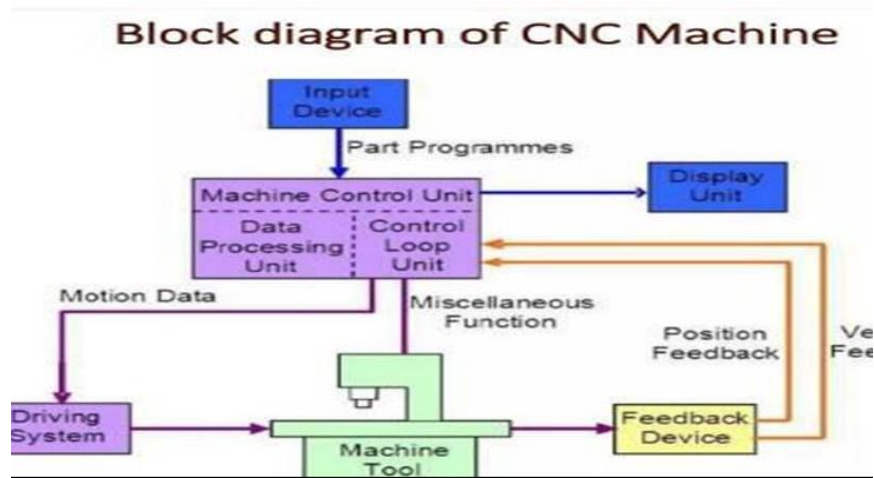 Block diagram of CNC Machine
Input
Device
Part Programmes
Machine Control Unit
Display
Unit
Data
Processing
Unit
Control
Loop
Unit
Motion Data
Miscellaneous
Function
Position
Feedback
Driving
System
Machine
Tool
Feedback
Device